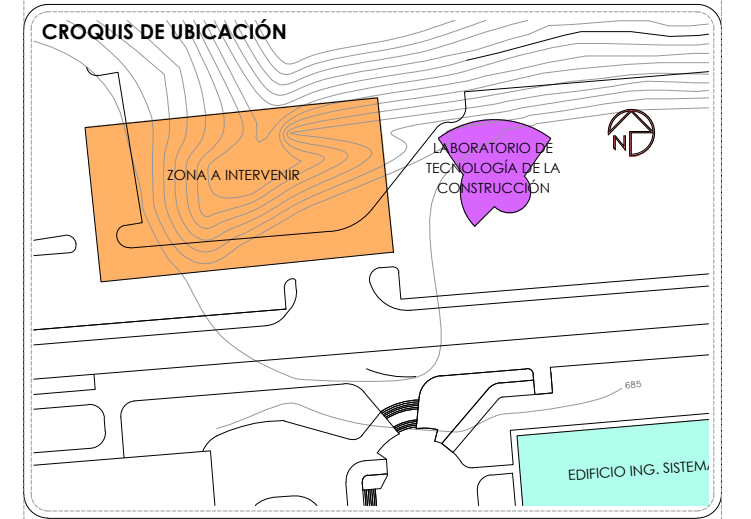 CROQUIS DE UBICACIÓN
ZONA A INTERVENIR
LABORATORIO DE
TECNOLOGÍA DE LA
CONSTRUCCIÓN
N
685
EDIFICIO ING. SISTEMA